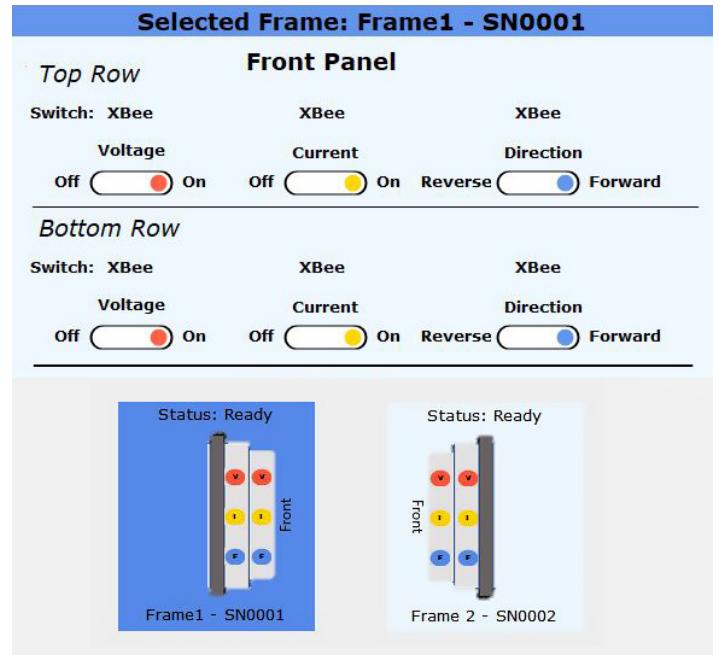 Selected Frame: Frame1 - SN0001
Front Panel
Top Row
Switch: XBee XBee XBee
Voltage Current Direction
Off On Off On Reverse Forward
Bottom Row
Switch: XBee XBee XBee
Voltage Current Direction
Off On Off On Reverse Forward
Status: Ready
V V
I I
F F
Front
Frame1 - SN0001
Status: Ready
V V
I I
F F
Front
Frame 2 - SN0002